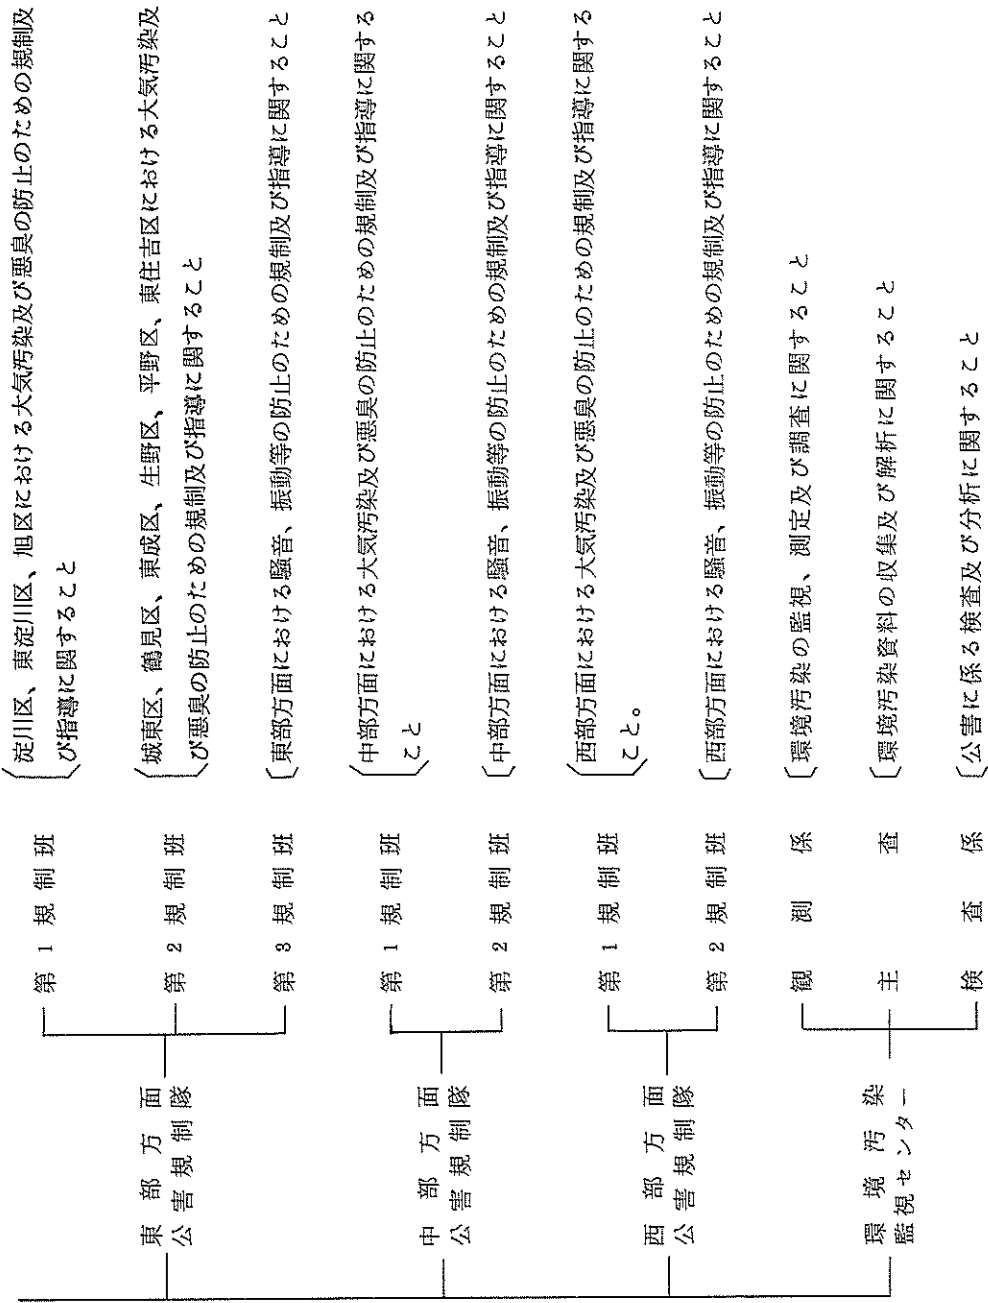 東部方面
公害規制隊
第1規制班
淀川区、東淀川区、旭区における大気汚染及び悪臭の防止のための規制及
び指導に関すること
第2規制班
城東区、鶴見区、東成区、生野区、平野区、東住吉区における大気汚染及
び悪臭の防止のための規制及び指導に関すること
第3規制班
東部方面における騒音、振動等の防止のための規制及び指導に関すること
中部方面
公害規制隊
第1規制班
中部方面における大気汚染及び悪臭の防止のための規制及び指導に関する
こと
第2規制班
中部方面における騒音、振動等の防止のための規制及び指導に関すること
西部方面
公害規制隊
第1規制班
西部方面における大気汚染及び悪臭の防止のための規制及び指導に関する
こと。
第2規制班
西部方面における騒音、振動等の防止のための規制及び指導に関すること
環境汚染
監視センター
観測係
環境汚染の監視、測定及び調査に関すること
主査
環境汚染資料の収集及び解析に関すること
検査係
公害に係る検査及び分析に関すること